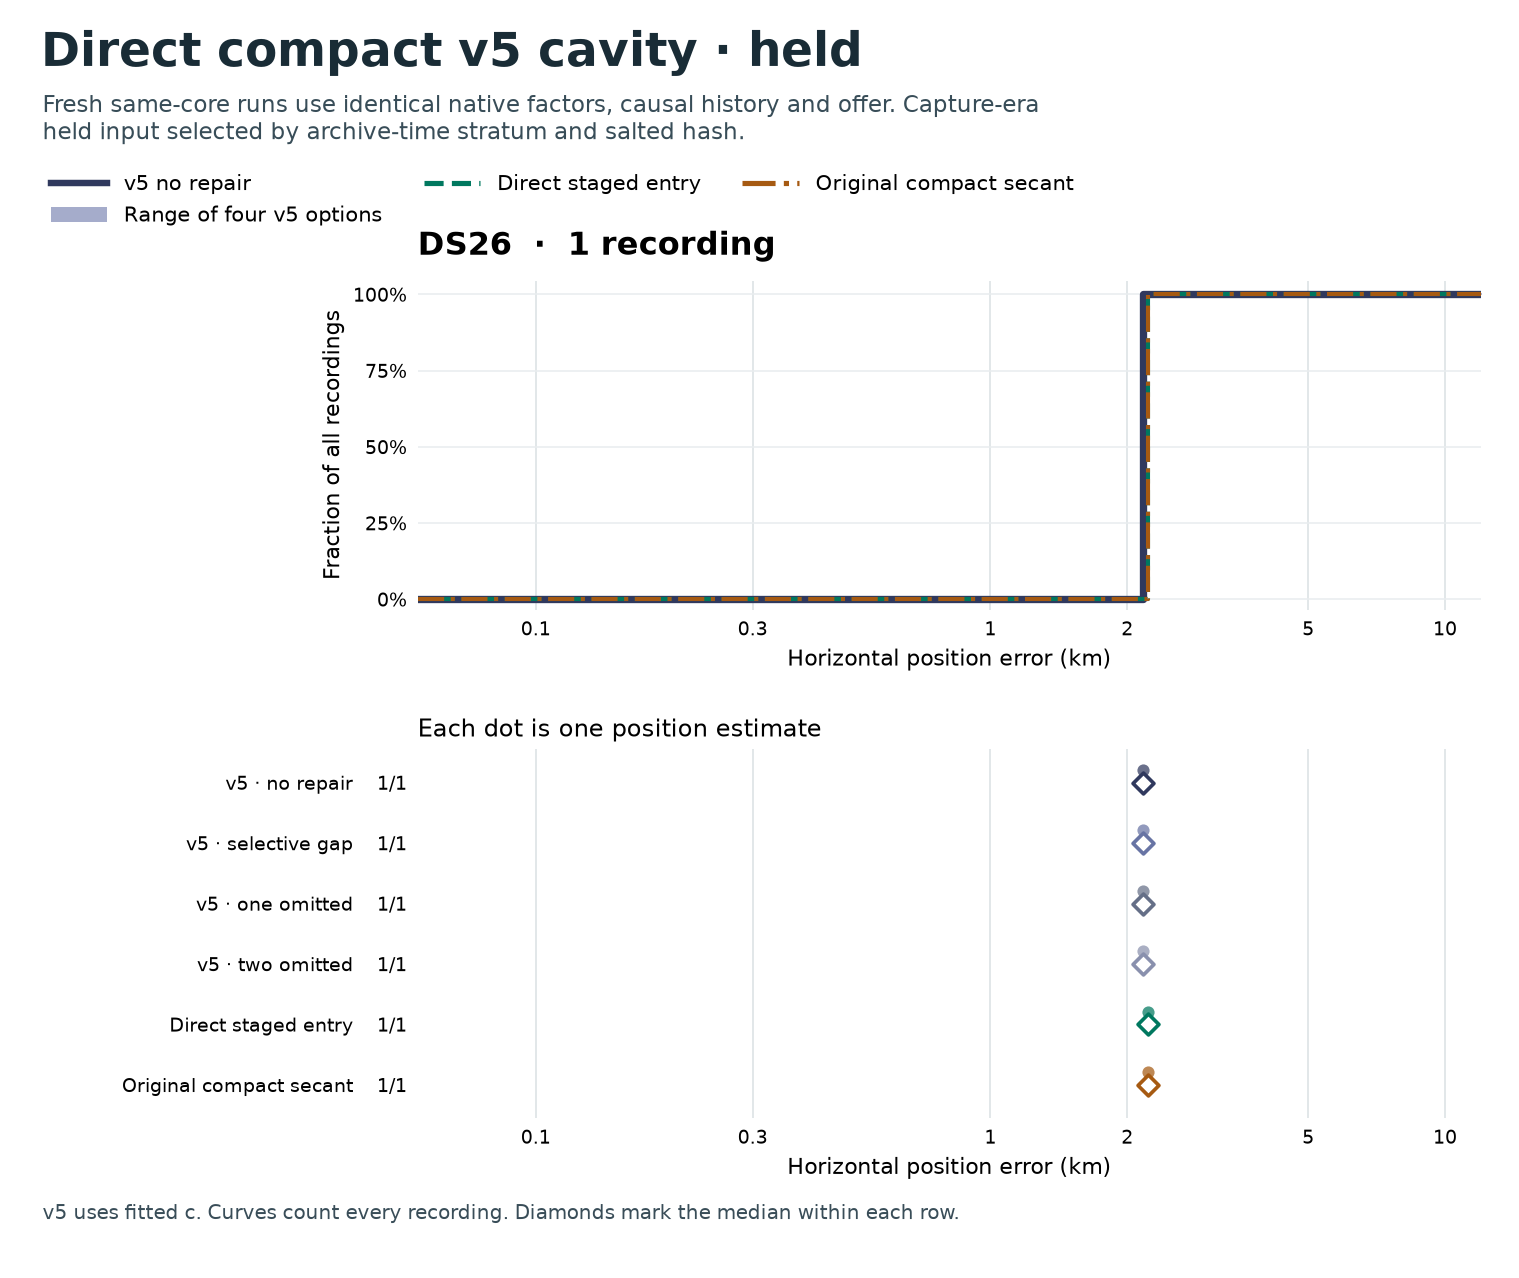 Direct compact v5 cavity · held
Fresh same-core runs use identical native factors, causal history and offer. Capture-era
held input selected by archive-time stratum and salted hash.
v5 no repair
Direct staged entry
Original compact secant
Range of four v5 options
DS26 · 1 recording
Fraction of all recordings
100%
75%
50%
25%
0%
0.1 0.3 1 2 5 10
Horizontal position error (km)
Each dot is one position estimate
v5 · no repair 1/1
v5 · selective gap 1/1
v5 · one omitted 1/1
v5 · two omitted 1/1
Direct staged entry 1/1
Original compact secant 1/1
0.1 0.3 1 2 5 10
Horizontal position error (km)
v5 uses fitted c. Curves count every recording. Diamonds mark the median within each row.